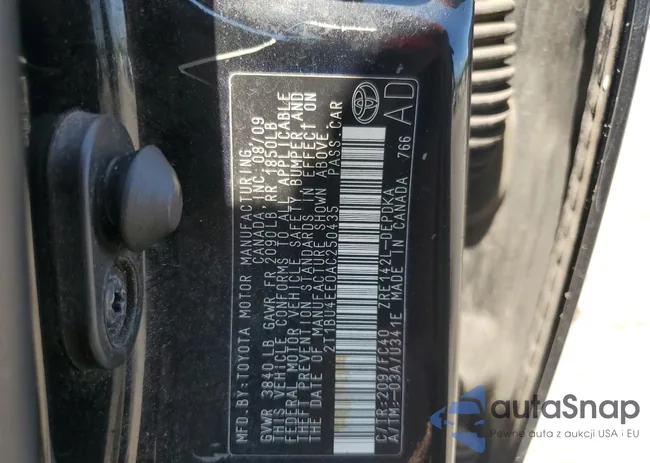 MFD.BY:TOYOTA MOTOR MANUFACTURING
CANADA, INC. 08/09
GVWR 3840LB GAWR FR 2090LB RR 1850LB
THIS VEHICLE CONFORMS TO ALL APPLICABLE
FEDERAL MOTOR VEHICLE SAFETY, BUMPER AND
THEFT PREVENTION STANDARDS IN EFFECT ON
THE DATE OF MANUFACTURE SHOWN ABOVE.
2T1BU4EE0AC250435 PASS.CAR
C/TR:209/FC40 ZRE142L-DEPDKA
A/TM:-03A/U341E MADE IN CANADA 766
AD
autoSnap
Pewne auta z aukcji USA i EU